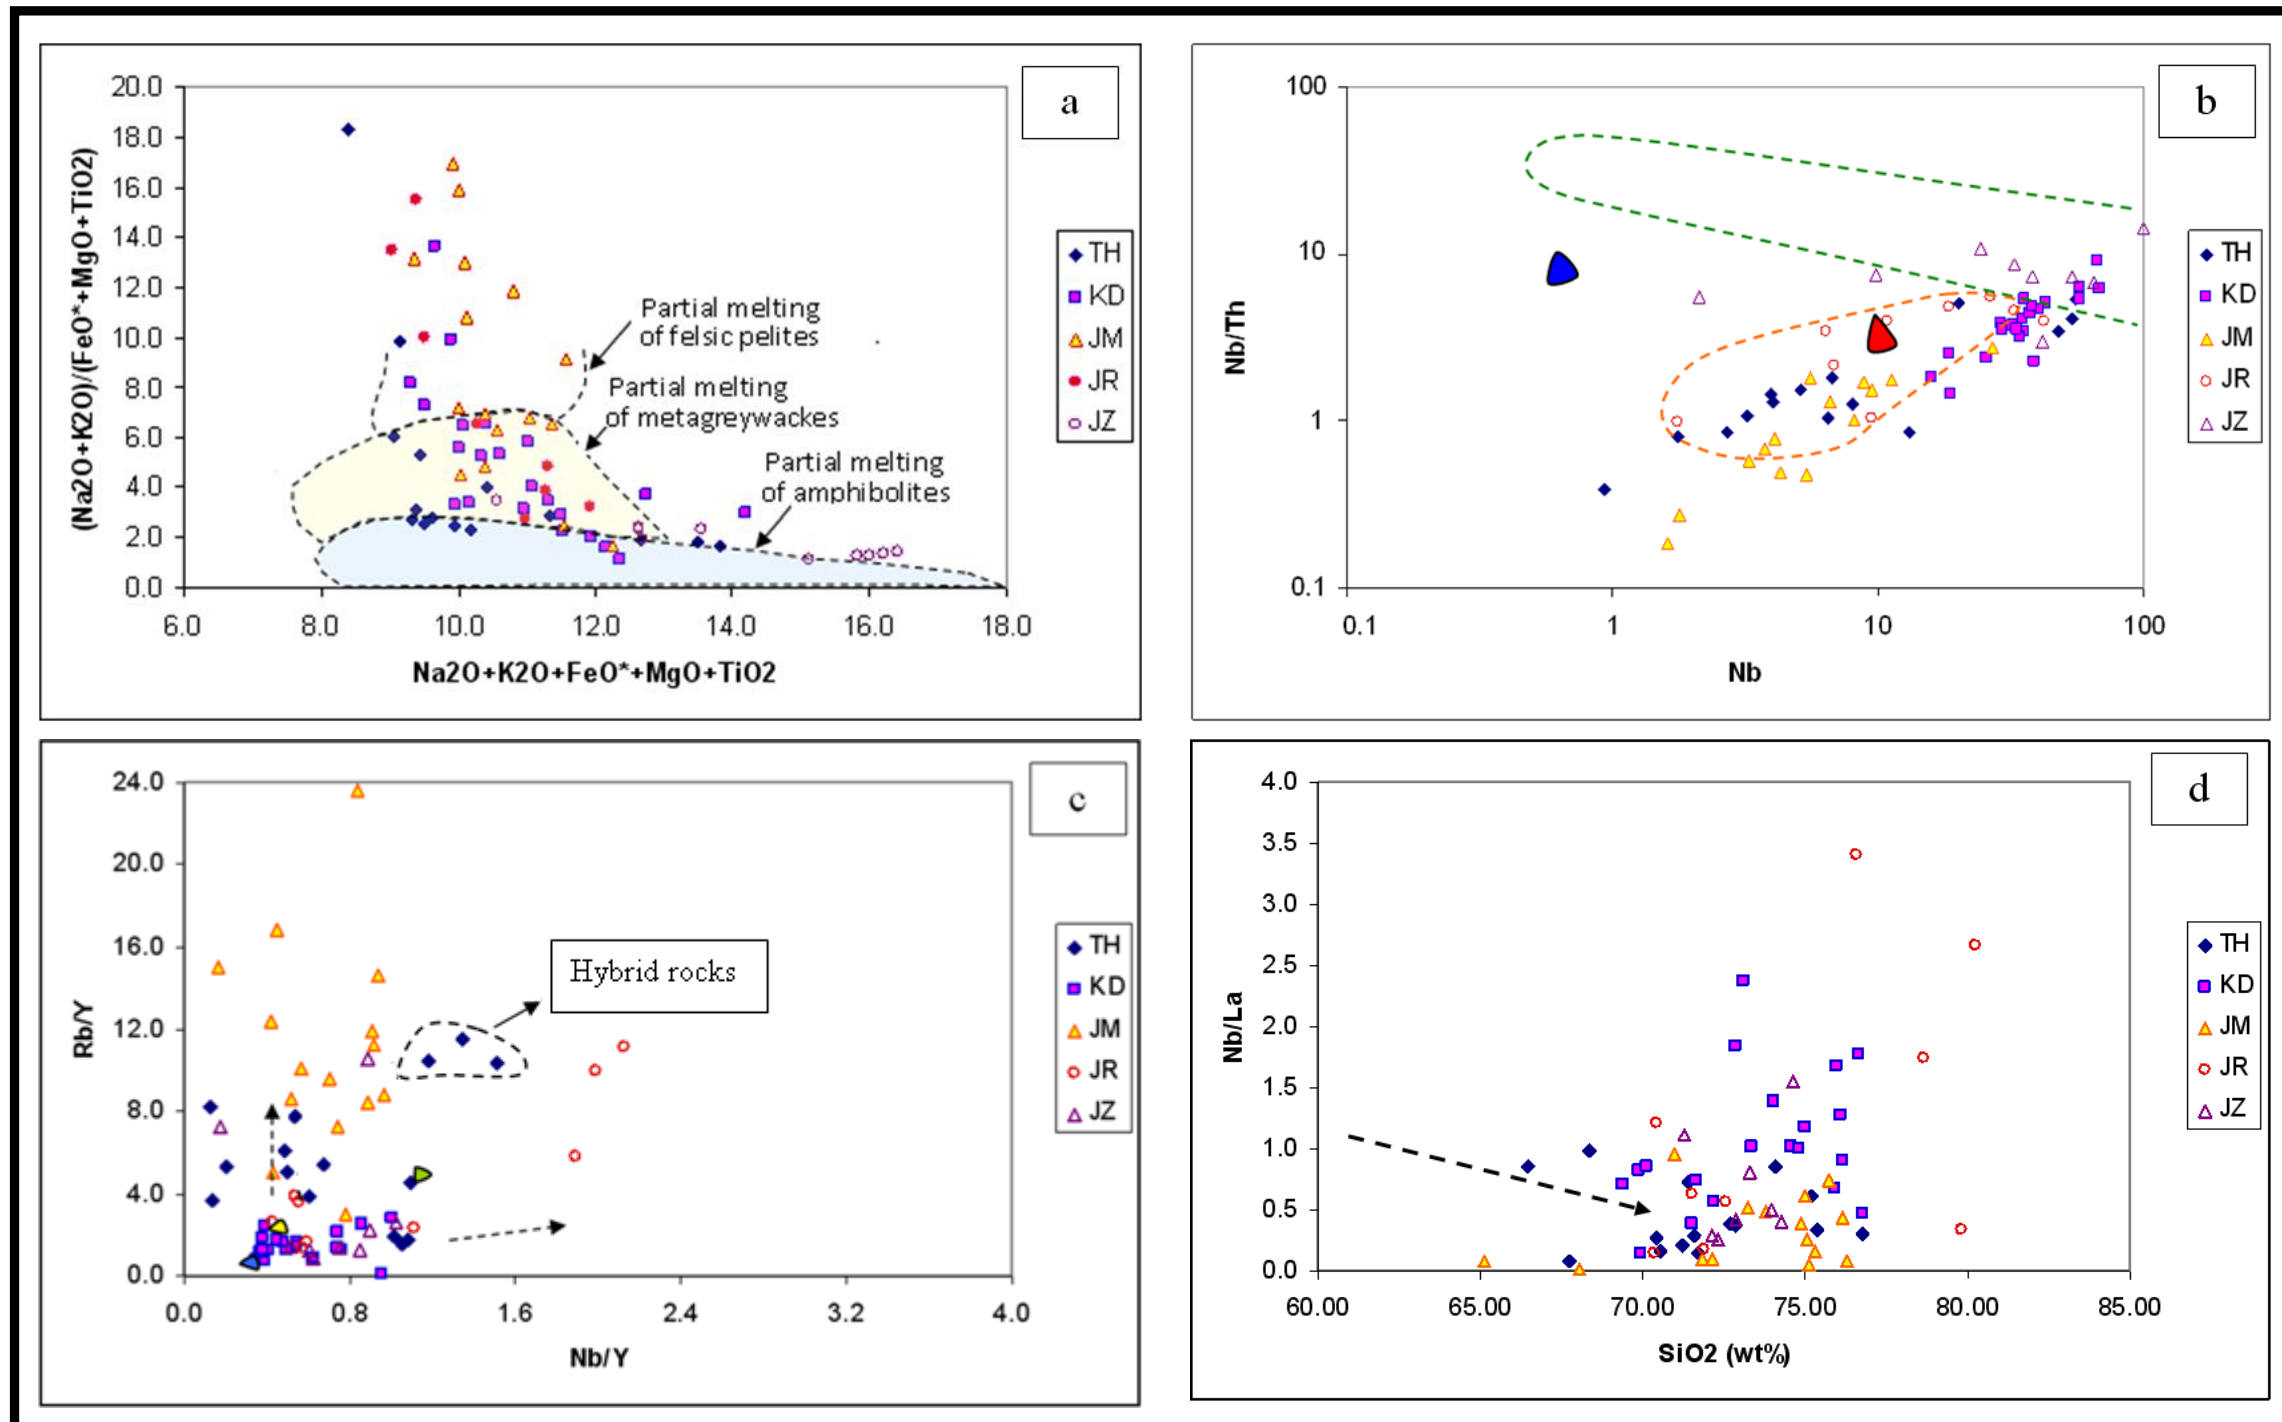 a
20.0
18.0
16.0
14.0
12.0
10.0
8.0
6.0
4.0
2.0
0.0
(Na2O+K2O)/(FeO*+MgO+TiO2)
Partial melting
of felsic pelites
Partial melting
of metagreywackes
Partial melting
of amphibolites
TH
KD
JM
JR
JZ
6.0 8.0 10.0 12.0 14.0 16.0 18.0
Na2O+K2O+FeO*+MgO+TiO2
b
100
10
1
0.1
Nb/Th
TH
KD
JM
JR
JZ
0.1 1 10 100
Nb
c
24.0
20.0
16.0
12.0
8.0
4.0
0.0
Rb/Y
Hybrid rocks
TH
KD
JM
JR
JZ
0.0 0.8 1.6 2.4 3.2 4.0
Nb/Y
d
4.0
3.5
3.0
2.5
2.0
1.5
1.0
0.5
0.0
Nb/La
TH
KD
JM
JR
JZ
60.00 65.00 70.00 75.00 80.00 85.00
SiO2 (wt%)